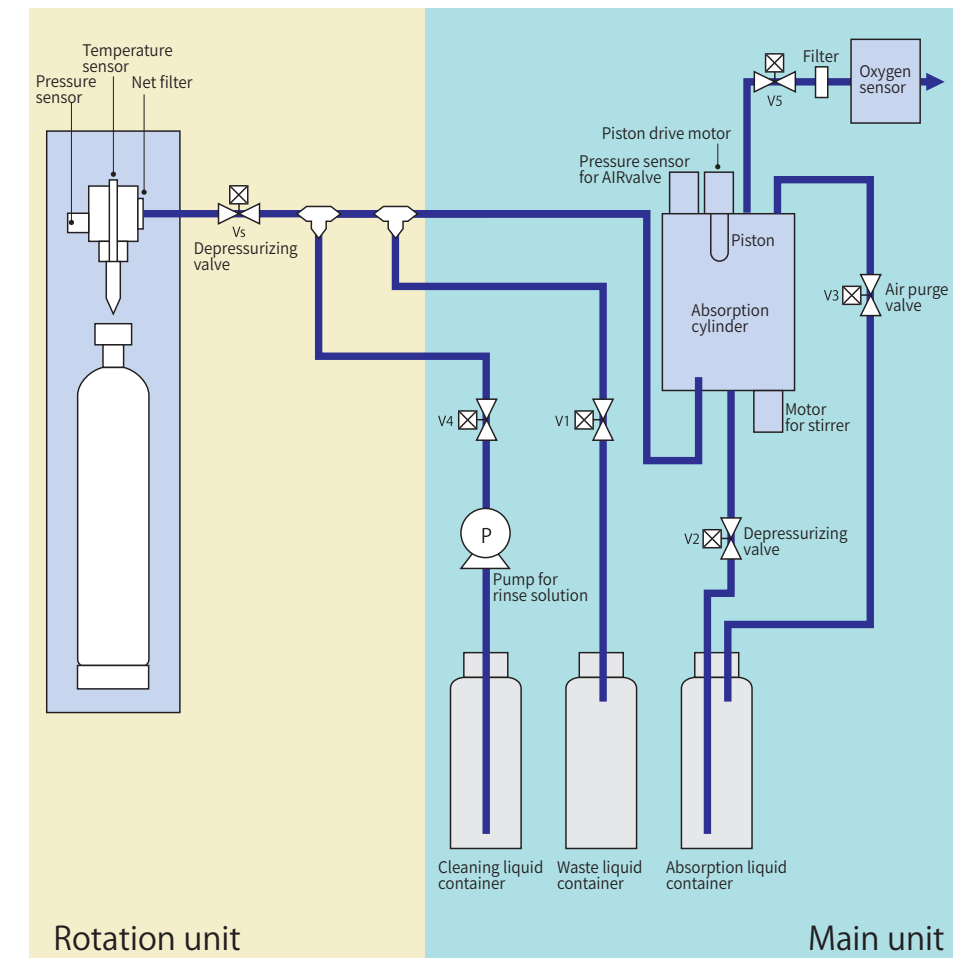 Temperature
sensor
Pressure
sensor
Net filter
Vs
Depressurizing
valve
Filter
V5
Oxygen
sensor
Piston drive motor
Pressure sensor
for AIRvalve
Piston
Absorption
cylinder
V3
Air purge
valve
V4
V1
Motor
for stirrer
P
V2
Depressurizing
valve
Pump for
rinse solution
Cleaning liquid
container
Waste liquid
container
Absorption liquid
container
Rotation unit
Main unit